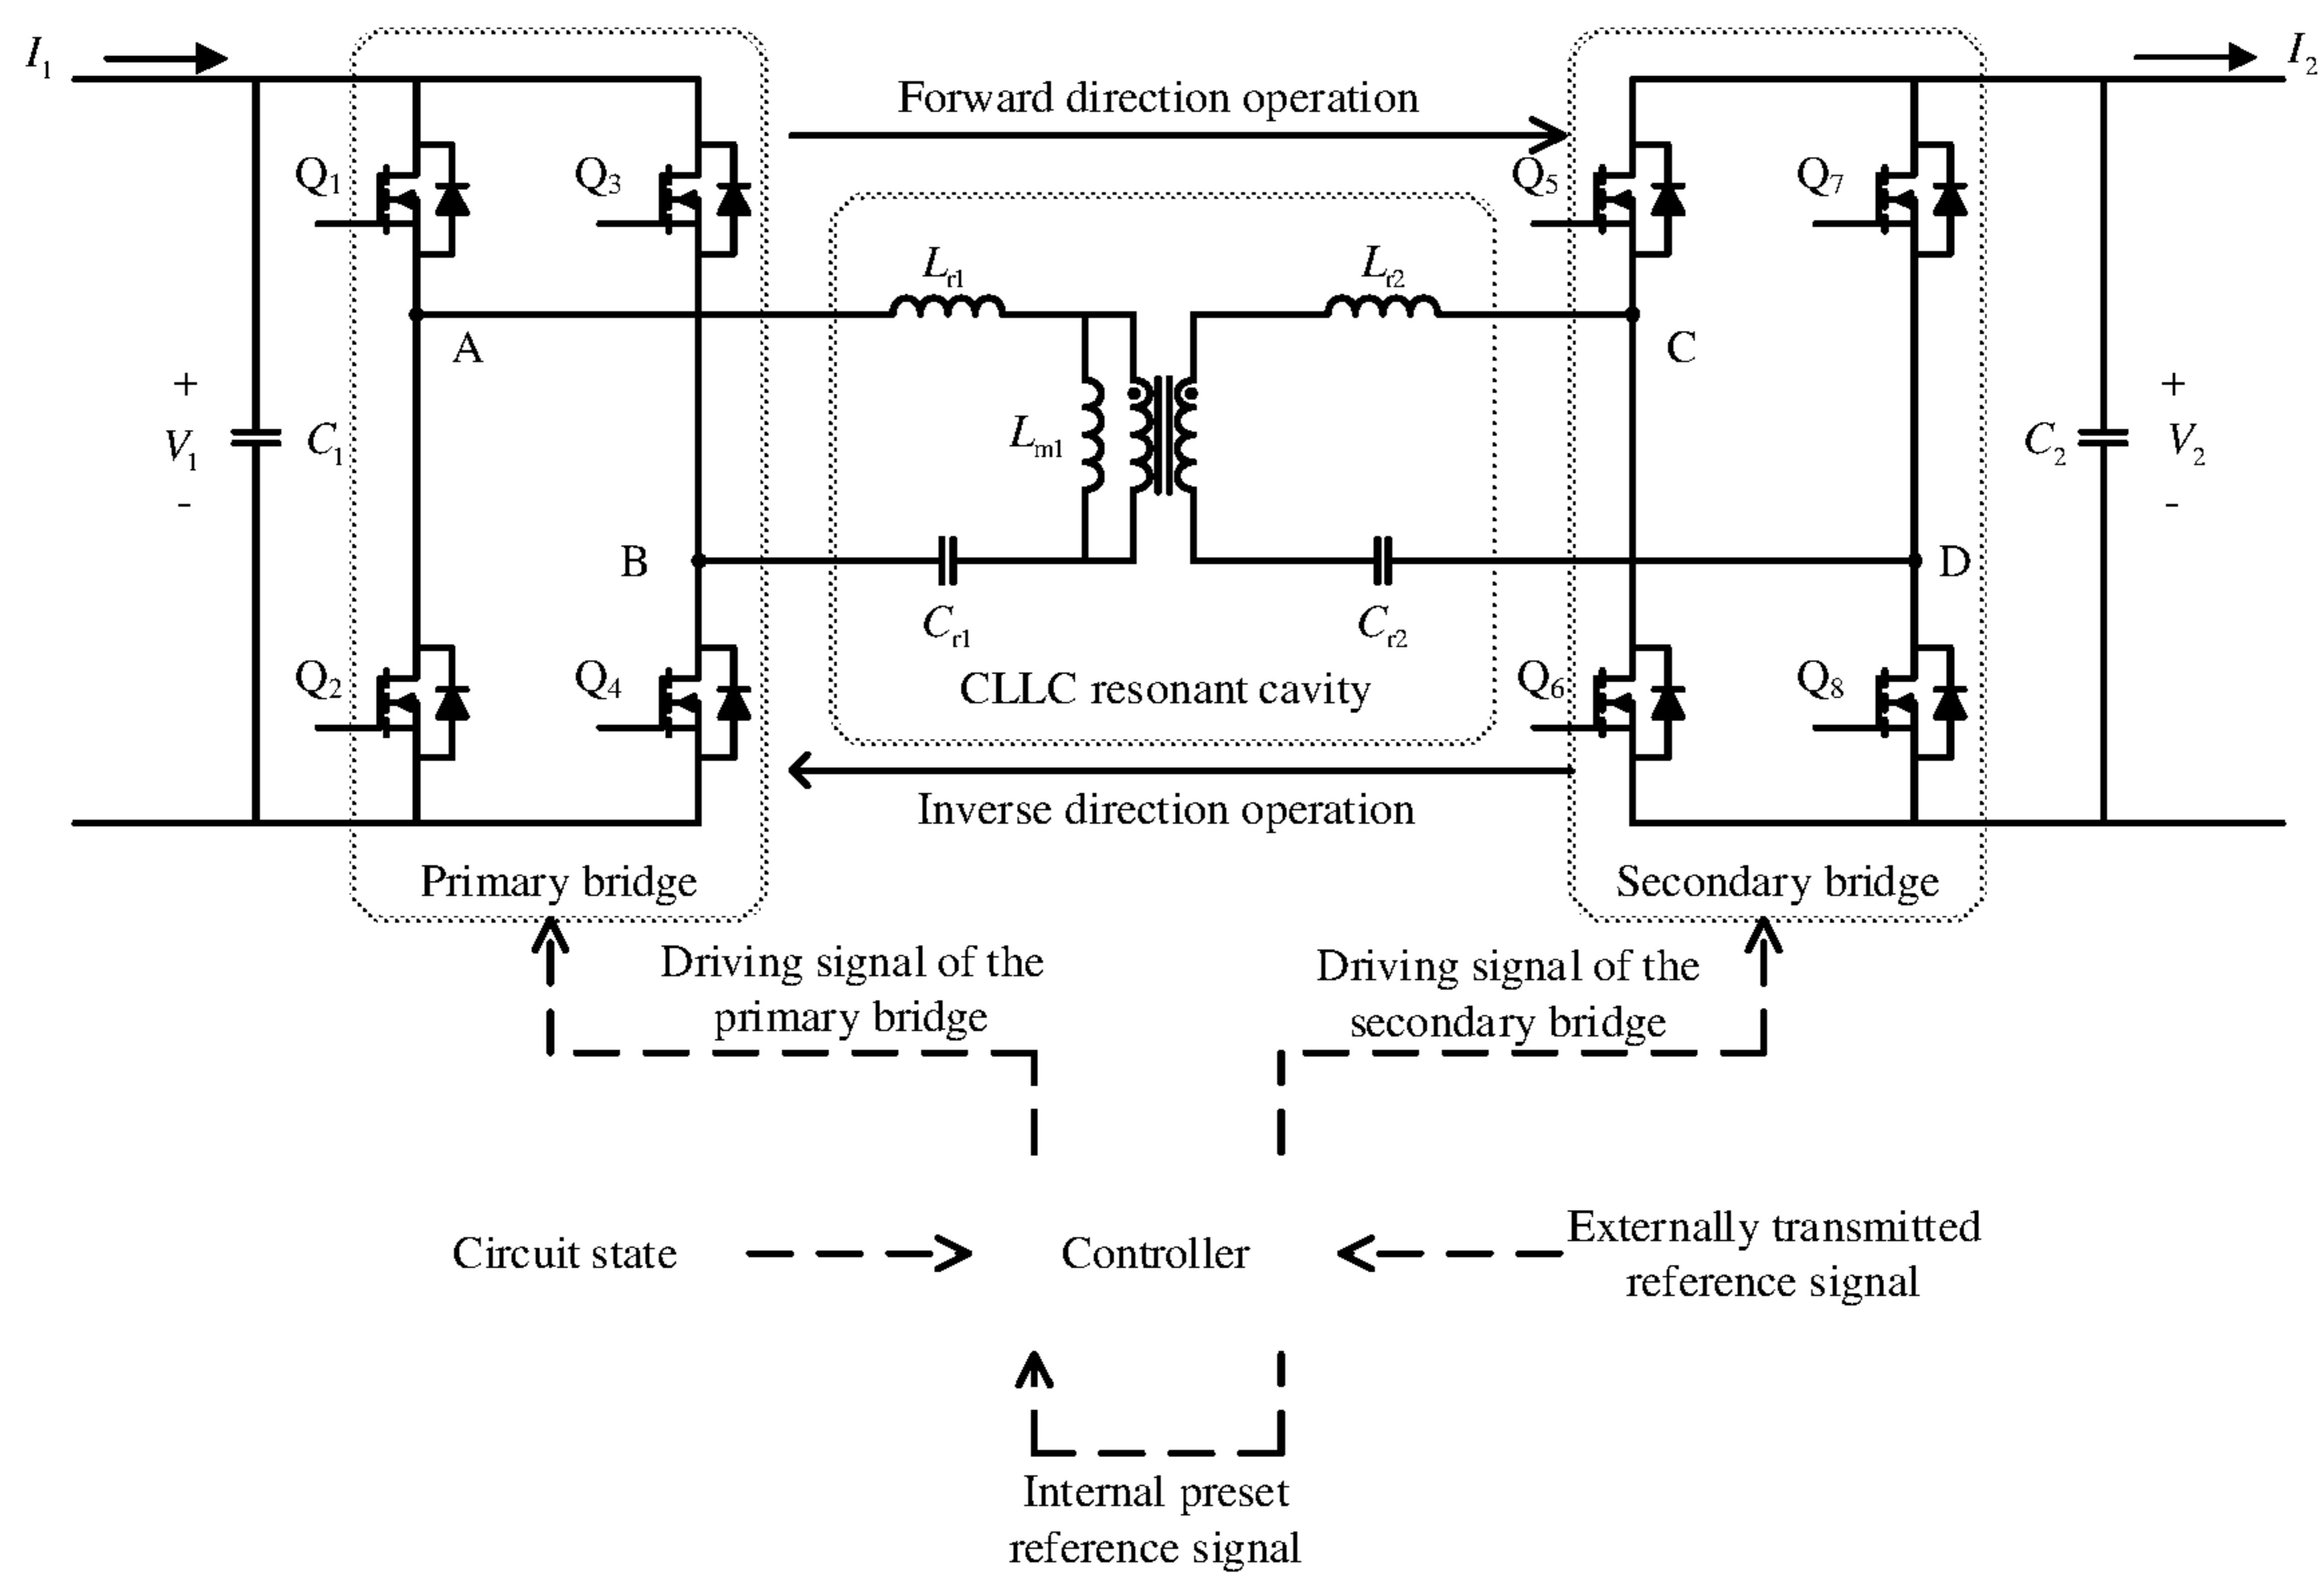 I1
I2
Forward direction operation
Q1
Q3
Q5
Q7
Lr1
Lr2
A
C
+
V1
-
C1
Lm1
C2
+
V2
-
B
D
Cr1
Cr2
Q2
Q4
CLLC resonant cavity
Q6
Q8
Inverse direction operation
Primary bridge
Secondary bridge
Driving signal of the
primary bridge
Driving signal of the
secondary bridge
Circuit state
Controller
Externally transmitted
reference signal
Internal preset
reference signal